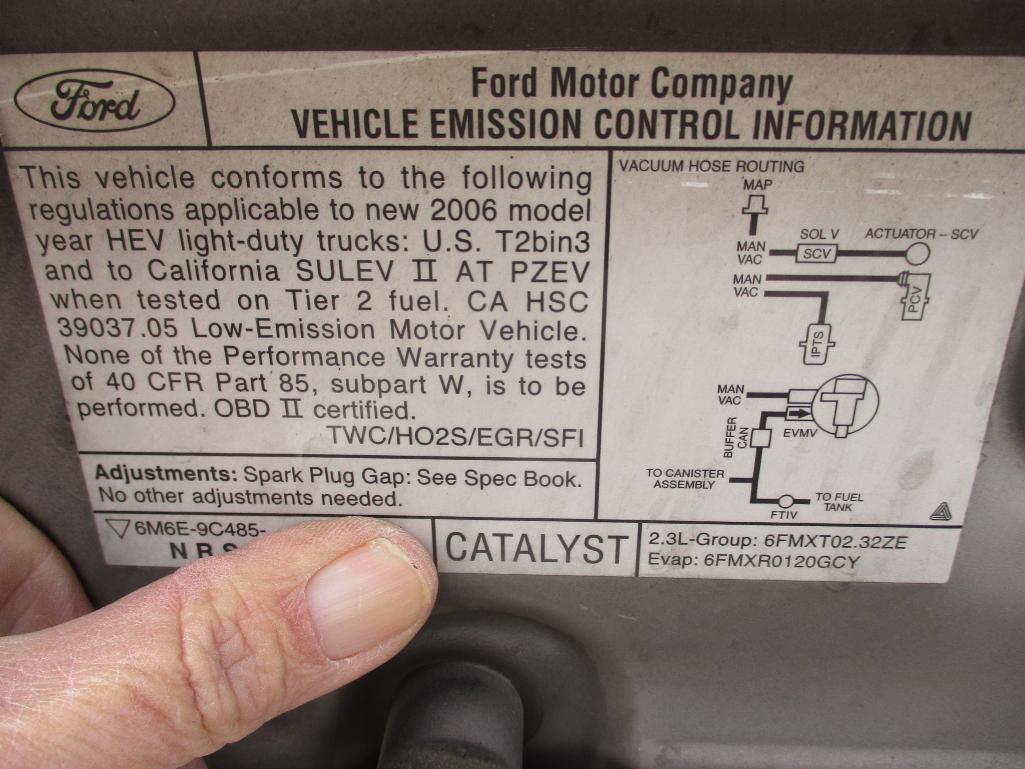 Ford
Ford Motor Company
VEHICLE EMISSION CONTROL INFORMATION
This vehicle conforms to the following
regulations applicable to new 2006 model
year HEV light-duty trucks: U.S. T2bin3
and to California SULEV II AT PZEV
when tested on Tier 2 fuel. CA HSC
39037.05 Low-Emission Motor Vehicle.
None of the Performance Warranty tests
of 40 CFR Part 85, subpart W, is to be
performed. OBD II certified.
TWC/HO2S/EGR/SFI
Adjustments: Spark Plug Gap: See Spec Book.
No other adjustments needed.
6M6E-9C485-
VACUUM HOSE ROUTING
MAP
MAN
VAC
SOL V
SCV
ACTUATOR – SCV
MAN
VAC
PCV
IPTS
MAN
VAC
EVMV
BUFFER
CAN
TO CANISTER
ASSEMBLY
FTIV
TO FUEL
TANK
CATALYST
2.3L-Group: 6FMXT02.32ZE
Evap: 6FMXR0120GCY